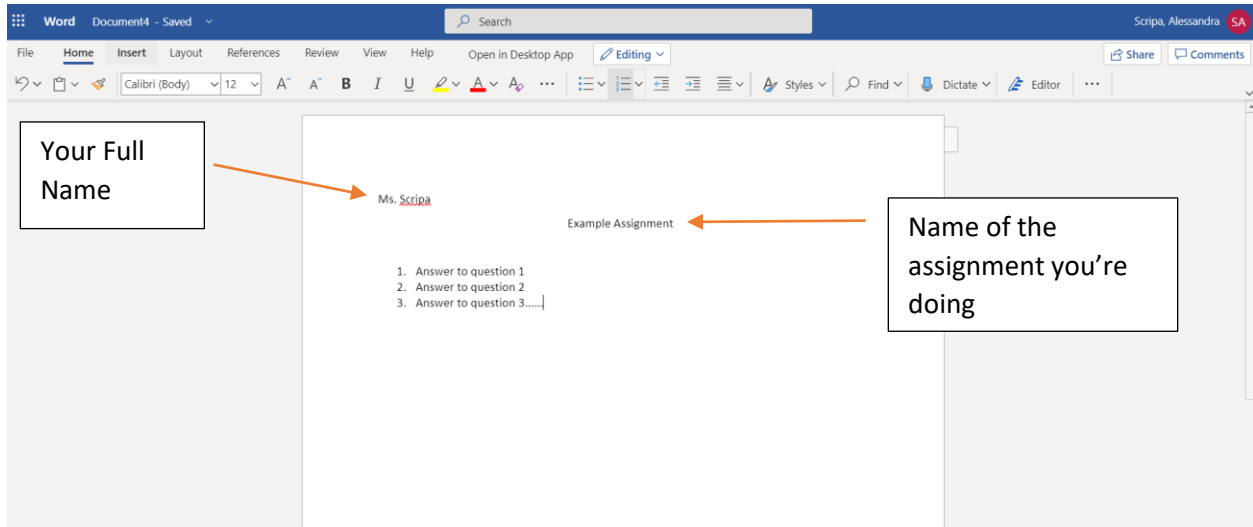 Word Document4 - Saved Search Scripa, Alessandra SA
File Home Insert Layout References Review View Help Open in Desktop App Editing Share Comments
Calibri (Body) 12 A A B I U A A Styles Find Dictate Editor
Your Full
Name
Ms. Scripa
Example Assignment
Name of the
assignment you're
doing
1. Answer to question 1
2. Answer to question 2
3. Answer to question 3......